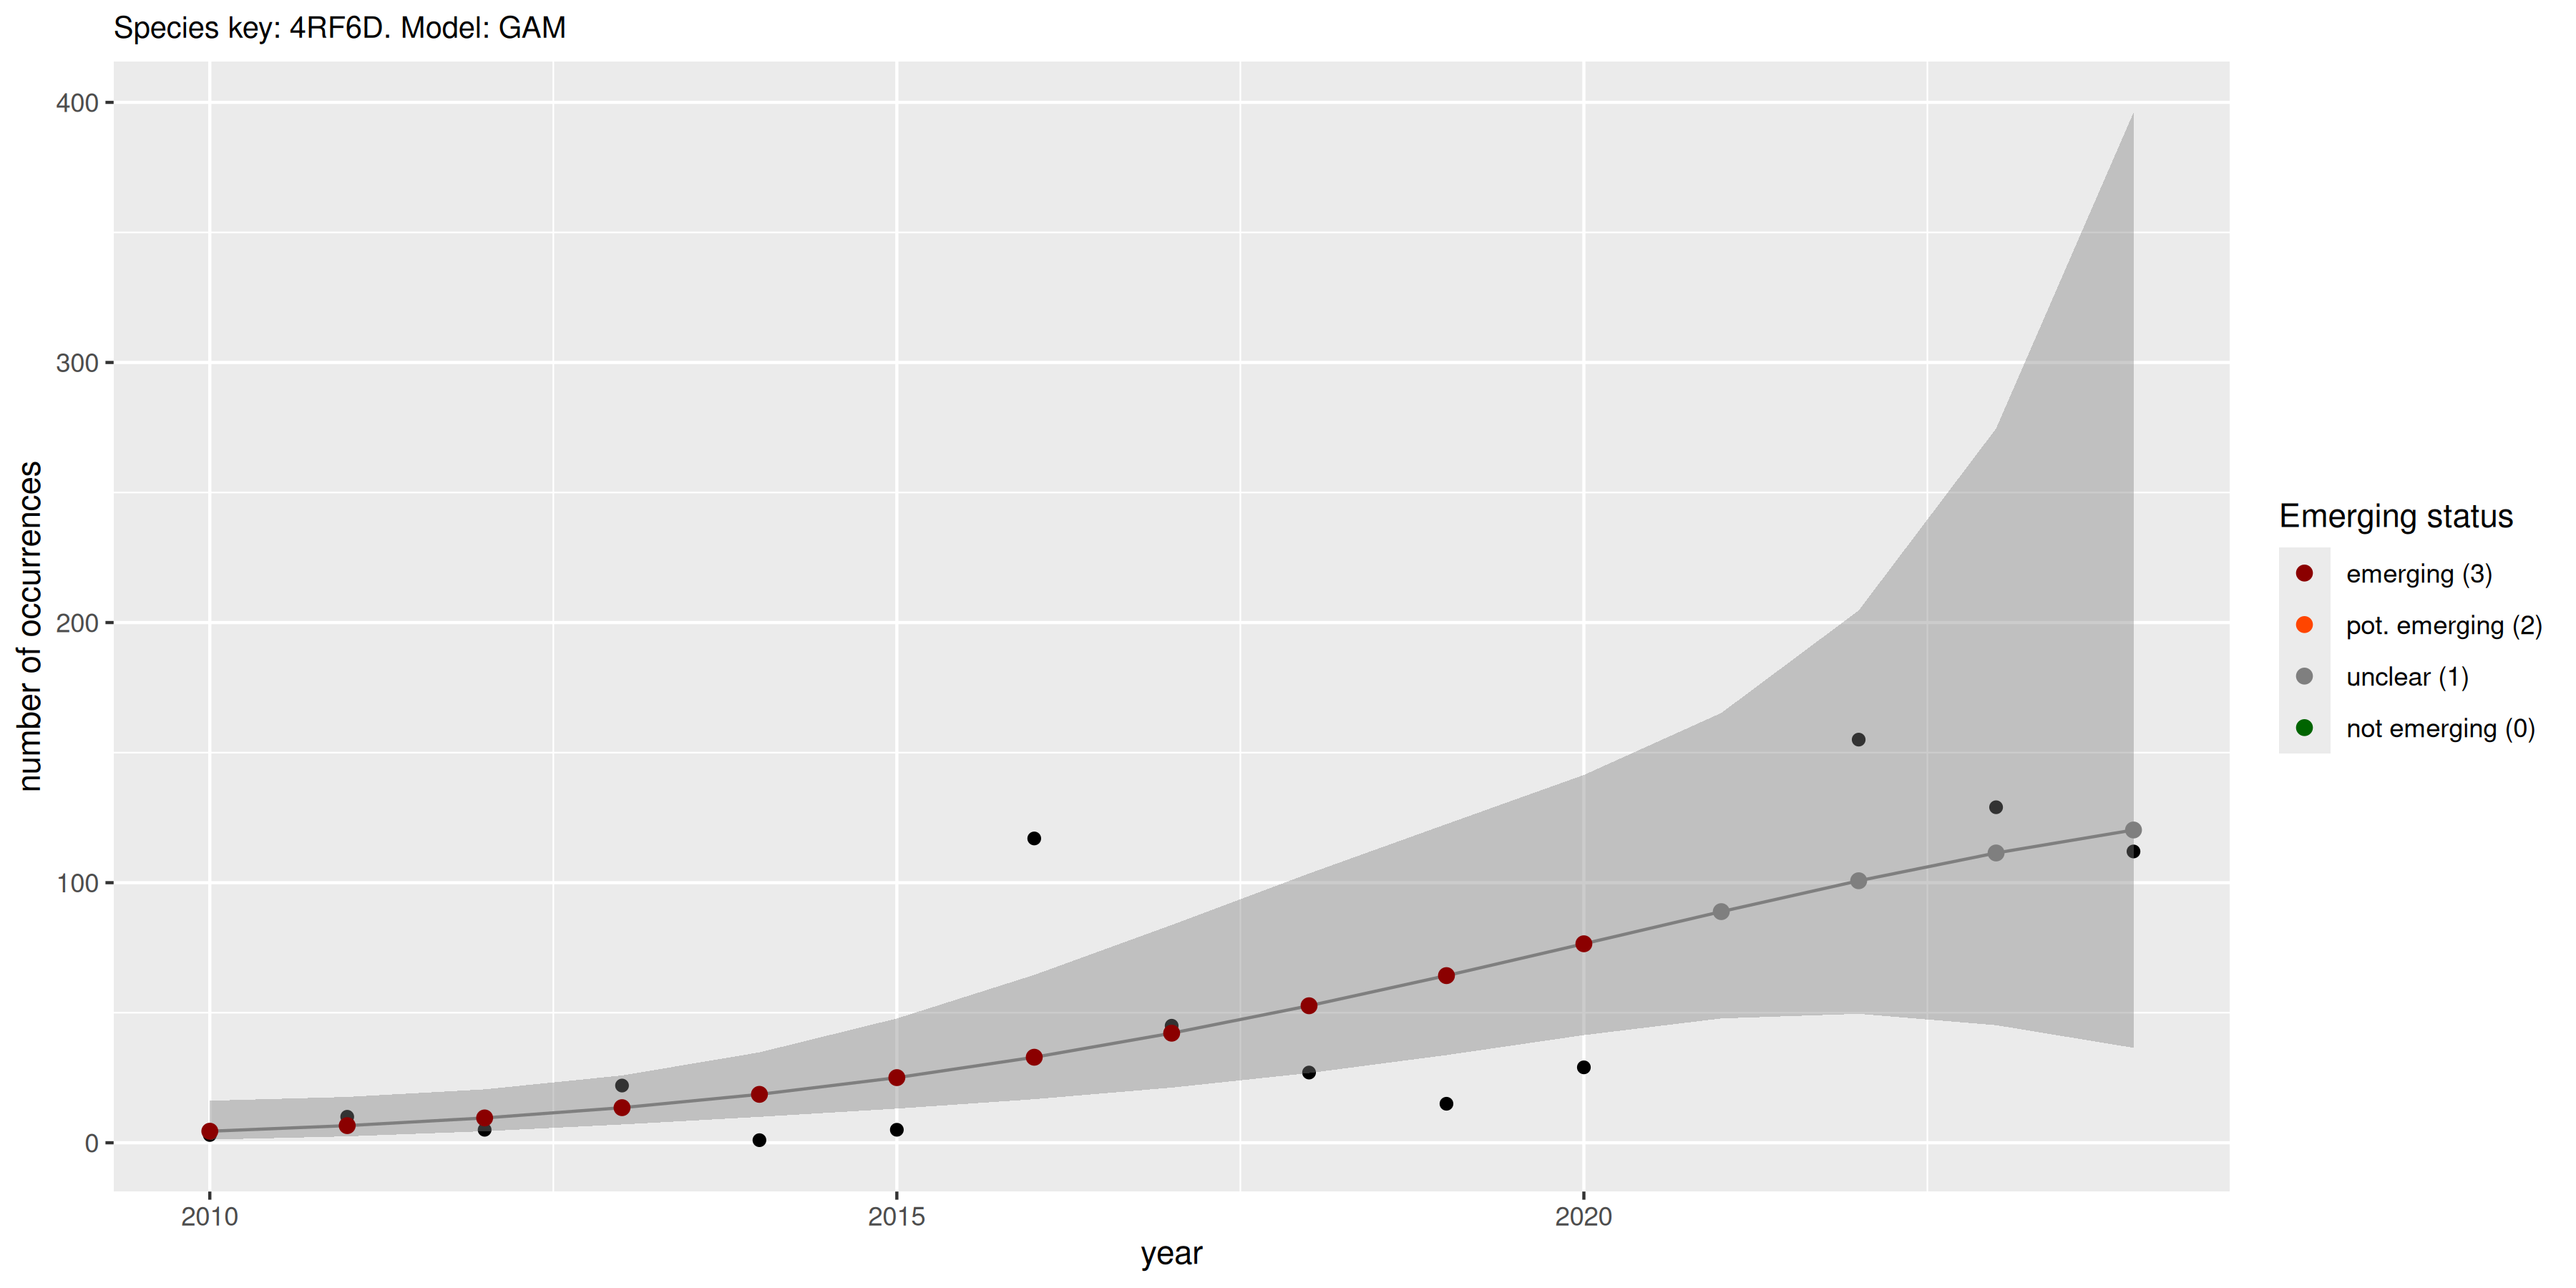 Species key: 4RF6D. Model: GAM
400
300
200
100
0
number of occurrences
2010
2015
2020
year
Emerging status
emerging (3)
pot. emerging (2)
unclear (1)
not emerging (0)